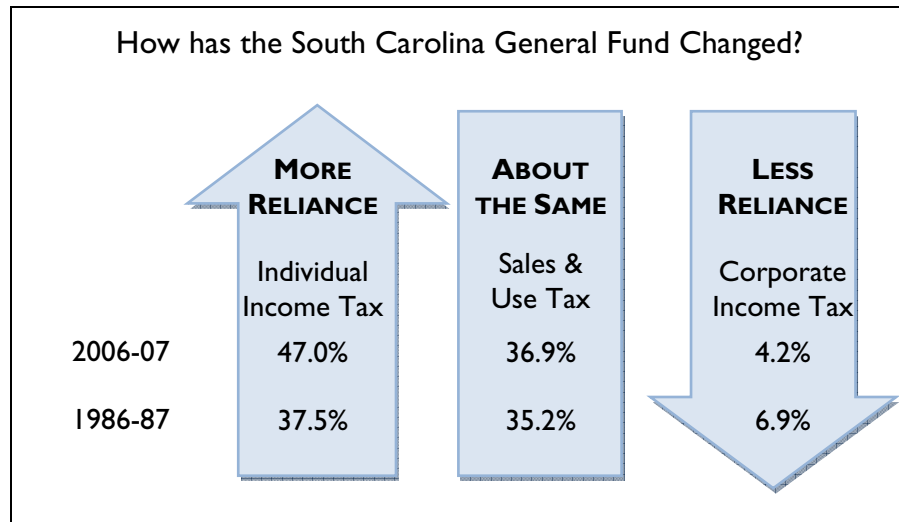 How has the South Carolina General Fund Changed?
MORE
RELIANCE
Individual
Income Tax
ABOUT
THE SAME
Sales &
Use Tax
LESS
RELIANCE
Corporate
Income Tax
2006-07 47.0% 36.9% 4.2%
1986-87 37.5% 35.2% 6.9%